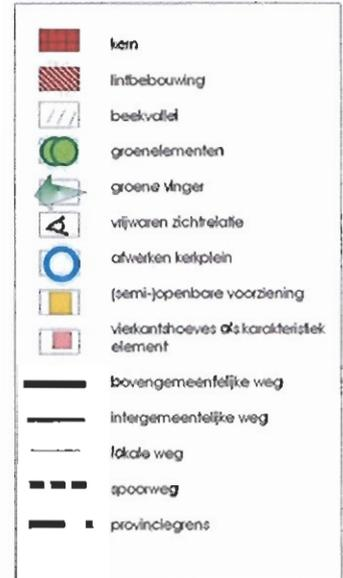 kern
lintbebouwing
beekvallei
groenelementen
groene vinger
vrijwaren zichtrelatie
afwerken kerkplein
(semi-)openbare voorziening
vierkantshoeves als karakteristiek
element
bovengemeentelijke weg
intergemeentelijke weg
lokale weg
spoorweg
provinciegrens